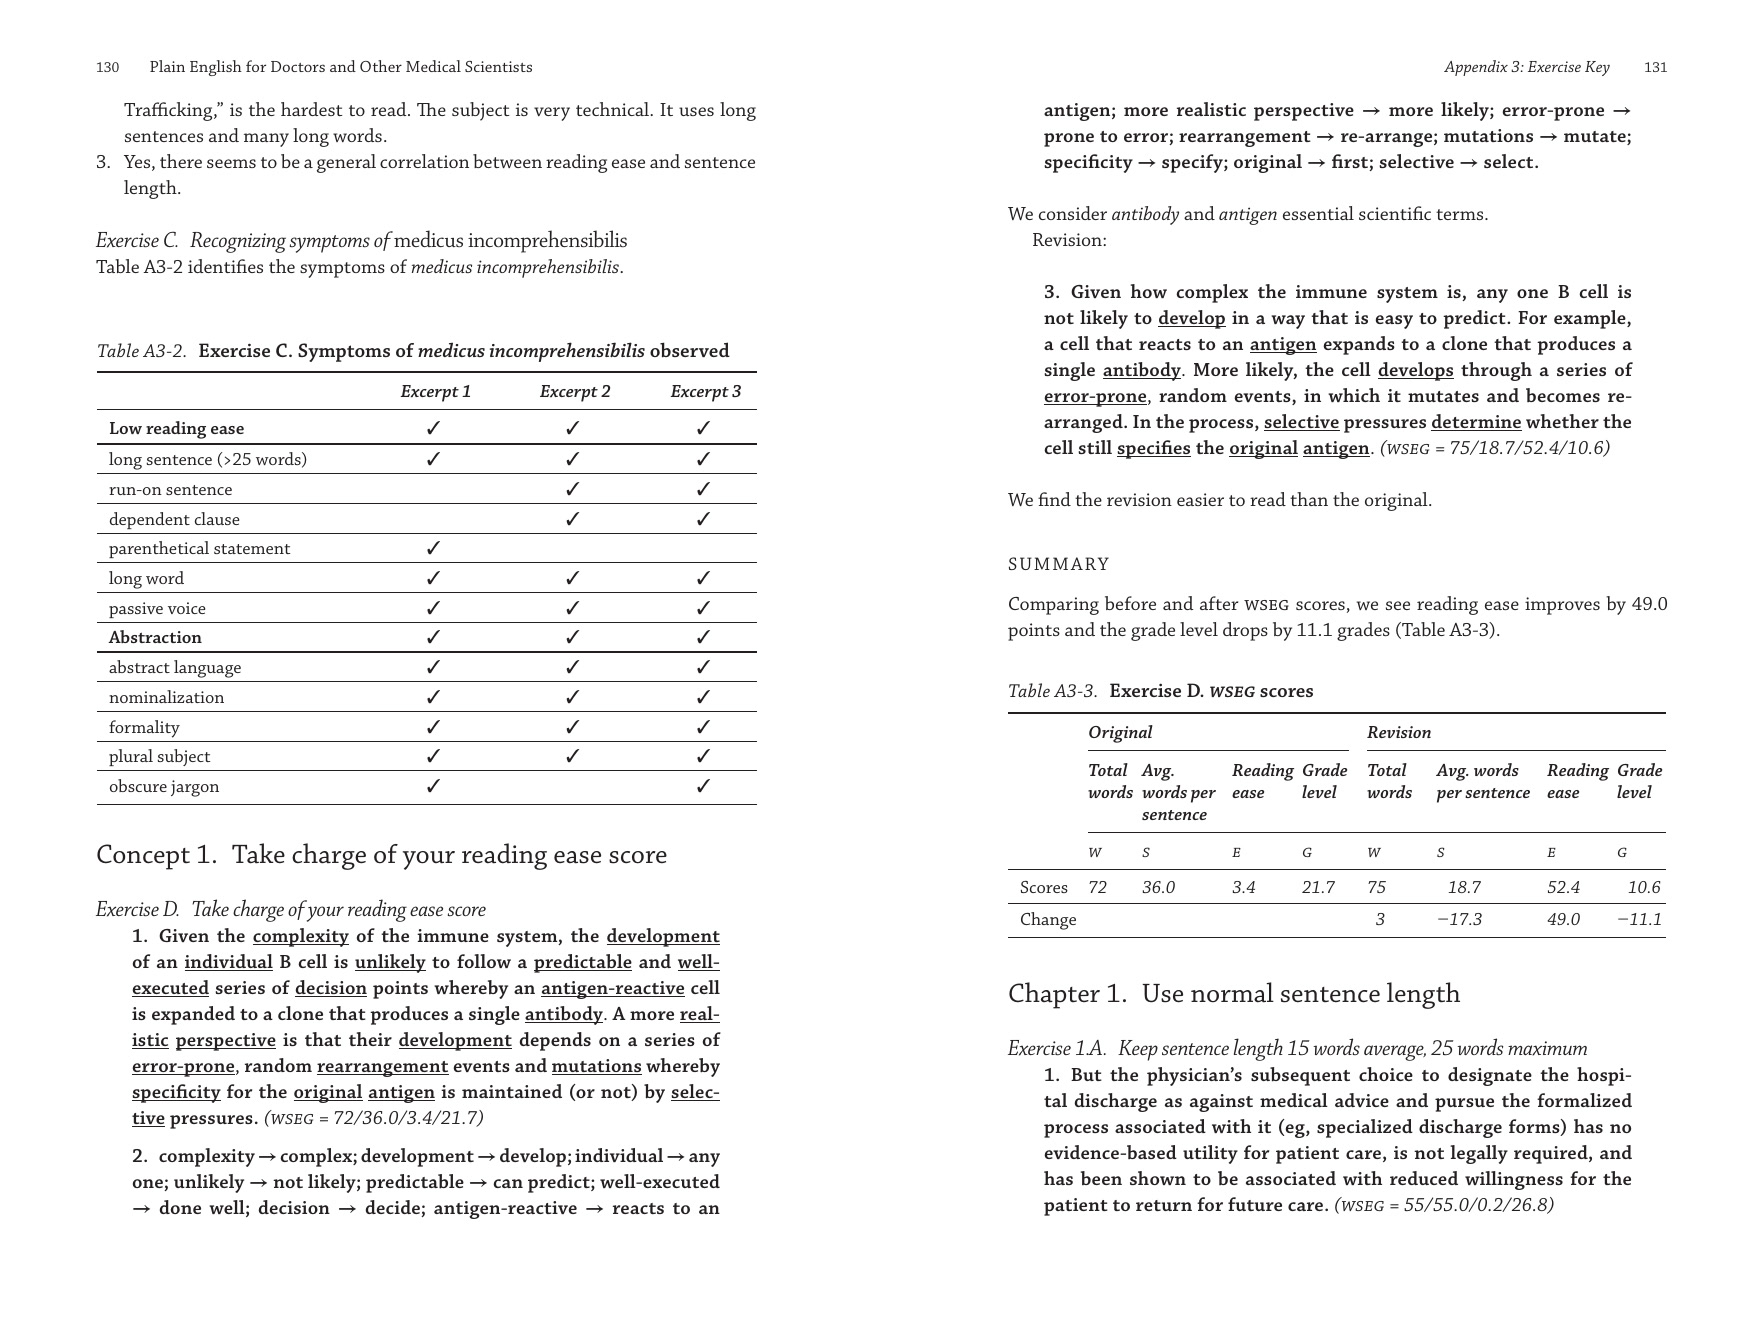 130 Plain English for Doctors and Other Medical Scientists
Trafficking,” is the hardest to read. The subject is very technical. It uses long
sentences and many long words.
3. Yes, there seems to be a general correlation between reading ease and sentence
length.
Exercise C. Recognizing symptoms of medicus incomprehensibilis
Table A3-2 identifies the symptoms of medicus incomprehensibilis.
Table A3-2. Exercise C. Symptoms of medicus incomprehensibilis observed
Excerpt 1 Excerpt 2 Excerpt 3
Low reading ease ✓ ✓ ✓
long sentence (>25 words) ✓ ✓ ✓
run-on sentence ✓ ✓
dependent clause ✓ ✓
parenthetical statement ✓
long word ✓ ✓ ✓
passive voice ✓ ✓ ✓
Abstraction ✓ ✓ ✓
abstract language ✓ ✓ ✓
nominalization ✓ ✓ ✓
formality ✓ ✓ ✓
plural subject ✓ ✓ ✓
obscure jargon ✓ ✓
Concept 1. Take charge of your reading ease score
Exercise D. Take charge of your reading ease score
1. Given the complexity of the immune system, the development
of an individual B cell is unlikely to follow a predictable and well-
executed series of decision points whereby an antigen-reactive cell
is expanded to a clone that produces a single antibody. A more real-
istic perspective is that their development depends on a series of
error-prone, random rearrangement events and mutations whereby
specificity for the original antigen is maintained (or not) by selec-
tive pressures. (WSEG = 72/36.0/3.4/21.7)
2. complexity → complex; development → develop; individual → any
one; unlikely → not likely; predictable → can predict; well-executed
→ done well; decision → decide; antigen-reactive → reacts to an
Appendix 3: Exercise Key 131
antigen; more realistic perspective → more likely; error-prone →
prone to error; rearrangement → re-arrange; mutations → mutate;
specificity → specify; original → first; selective → select.
We consider antibody and antigen essential scientific terms.
Revision:
3. Given how complex the immune system is, any one B cell is
not likely to develop in a way that is easy to predict. For example,
a cell that reacts to an antigen expands to a clone that produces a
single antibody. More likely, the cell develops through a series of
error-prone, random events, in which it mutates and becomes re-
arranged. In the process, selective pressures determine whether the
cell still specifies the original antigen. (WSEG = 75/18.7/52.4/10.6)
We find the revision easier to read than the original.
SUMMARY
Comparing before and after WSEG scores, we see reading ease improves by 49.0
points and the grade level drops by 11.1 grades (Table A3-3).
Table A3-3. Exercise D. WSEG scores
Original Revision
Total Avg. Reading Grade Total Avg. words Reading Grade
words words per ease level words per sentence ease level
sentence
W S E G W S E G
Scores 72 36.0 3.4 21.7 75 18.7 52.4 10.6
Change 3 −17.3 49.0 −11.1
Chapter 1. Use normal sentence length
Exercise 1.A. Keep sentence length 15 words average, 25 words maximum
1. But the physician’s subsequent choice to designate the hospi-
tal discharge as against medical advice and pursue the formalized
process associated with it (eg, specialized discharge forms) has no
evidence-based utility for patient care, is not legally required, and
has been shown to be associated with reduced willingness for the
patient to return for future care. (WSEG = 55/55.0/0.2/26.8)